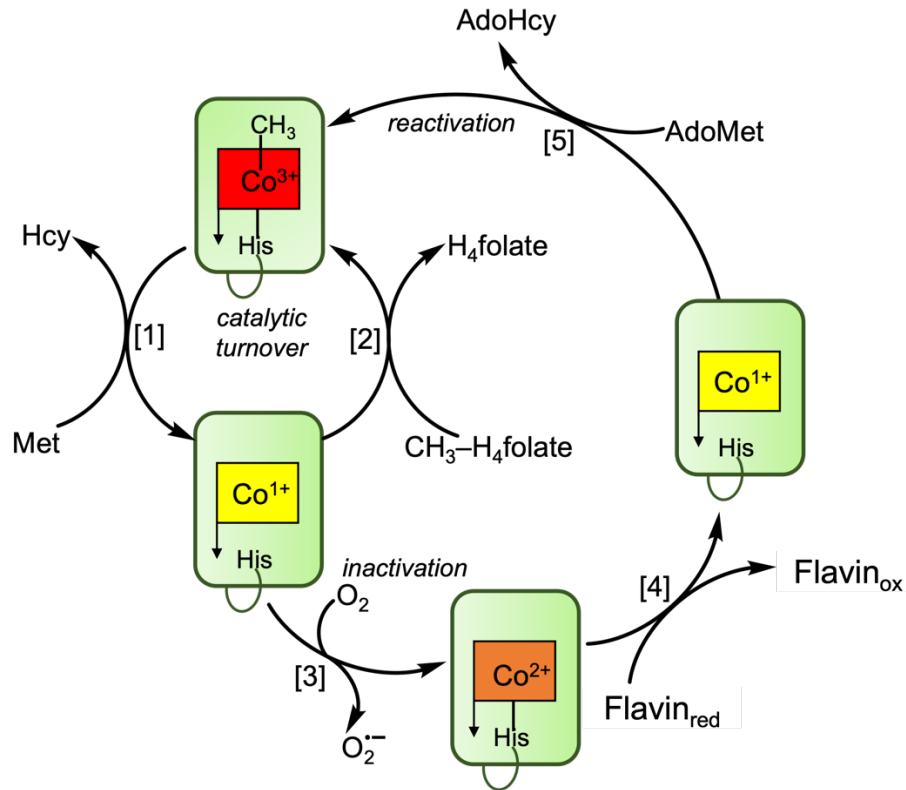 AdoHcy
CH₃
reactivation
[5]
AdoMet
Co³⁺
His
Hcy
H₄folate
[1]
catalytic
turnover
[2]
Met
CH₃–H₄folate
Co¹⁺
His
Co¹⁺
His
inactivation
O₂
[3]
O₂•–
Co²⁺
His
[4]
Flavinox
Flavinred